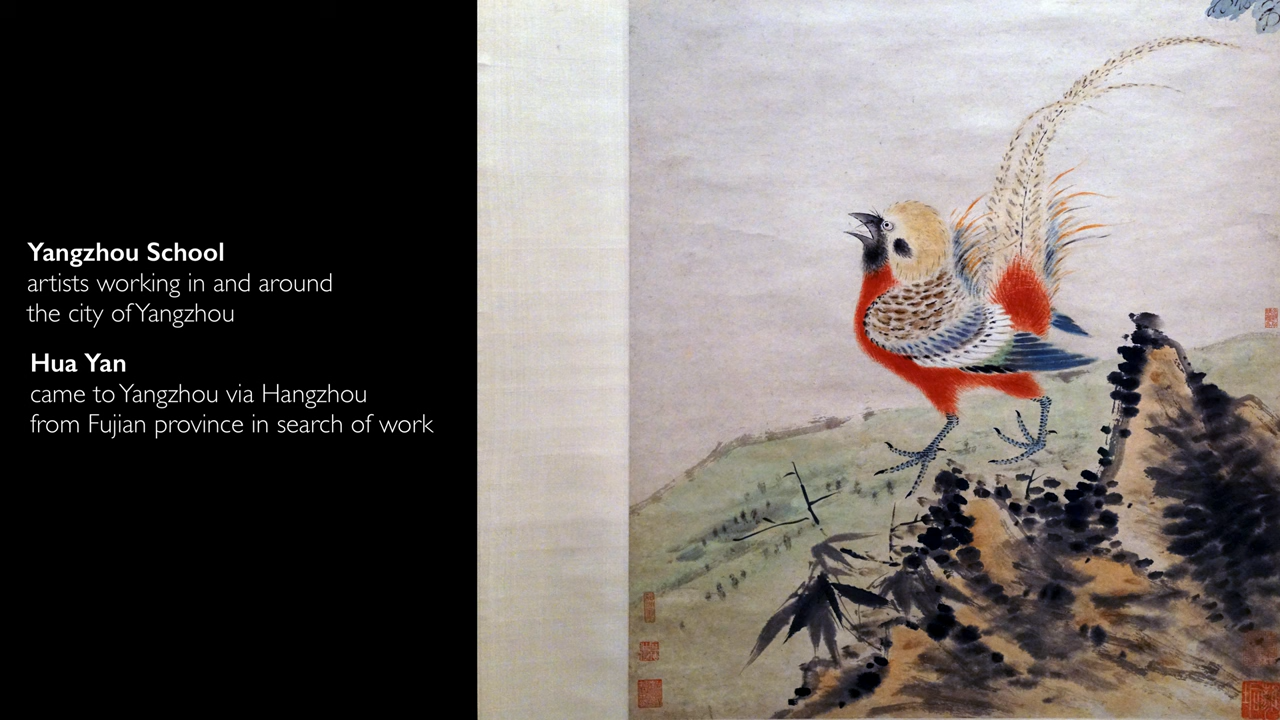 Yangzhou School
artists working in and around
the city of Yangzhou
Hua Yan
came to Yangzhou via Hangzhou
from Fujian province in search of work